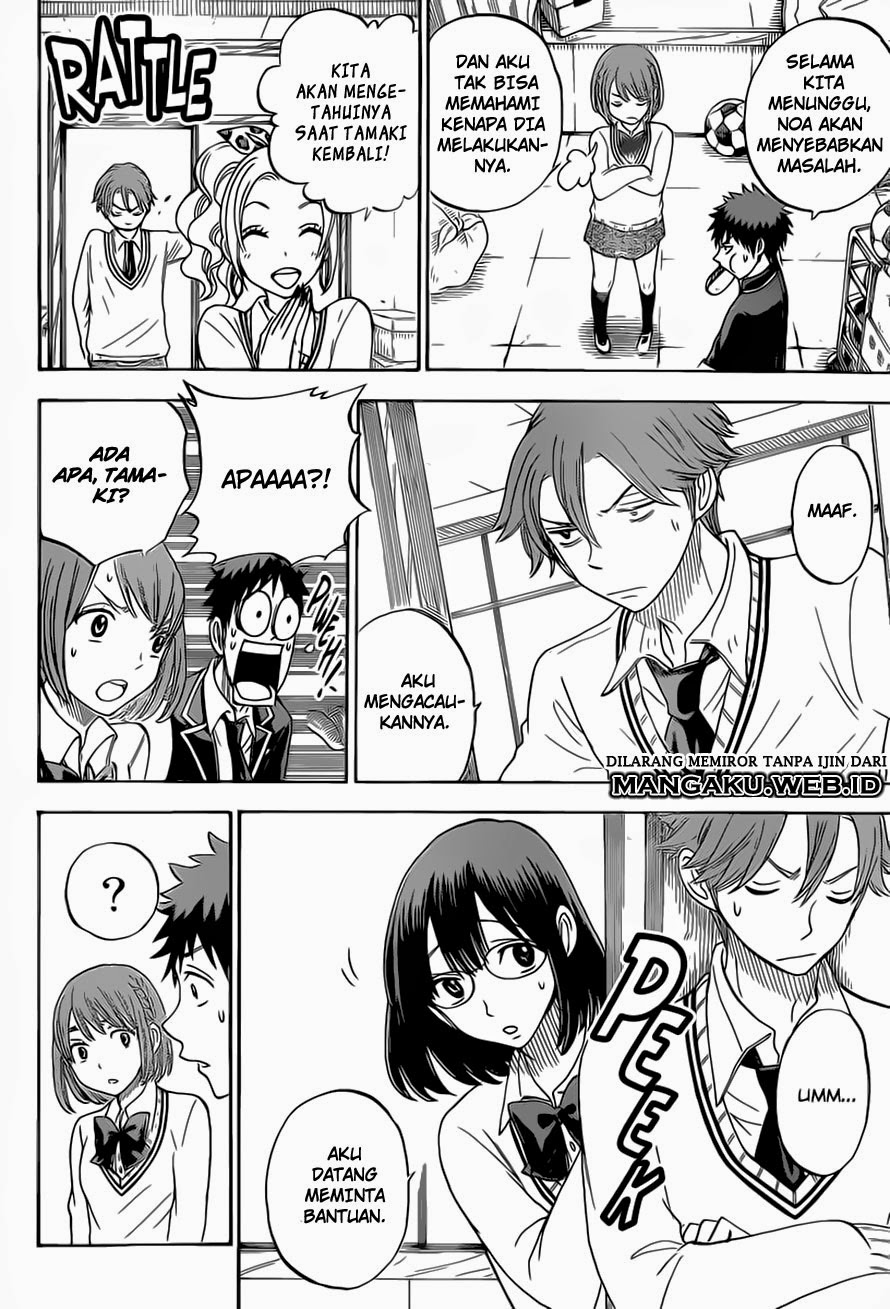 SELAMA
KITA
MENUNGGU,
NOA AKAN
MENYEBABKAN
MASALAH.
DAN AKU
TAK BISA
MEMAHAMI
KENAPA DIA
MELAKUKAN-
NYA.
KITA
AKAN MENGE-
TAHUINYA
SAAT TAMAKI
KEMBALI!
RATTLE
MAAF.
AKU
MENGACAU-
KANNYA.
APAAAA?!
ADA
APA, TAMA-
KI?
DILARANG MEMIROR TANPA IJIN DARI
MANGAKU.WEB.ID
UMM...
PEEK
AKU
DATANG
MEMINTA
BANTUAN.
?